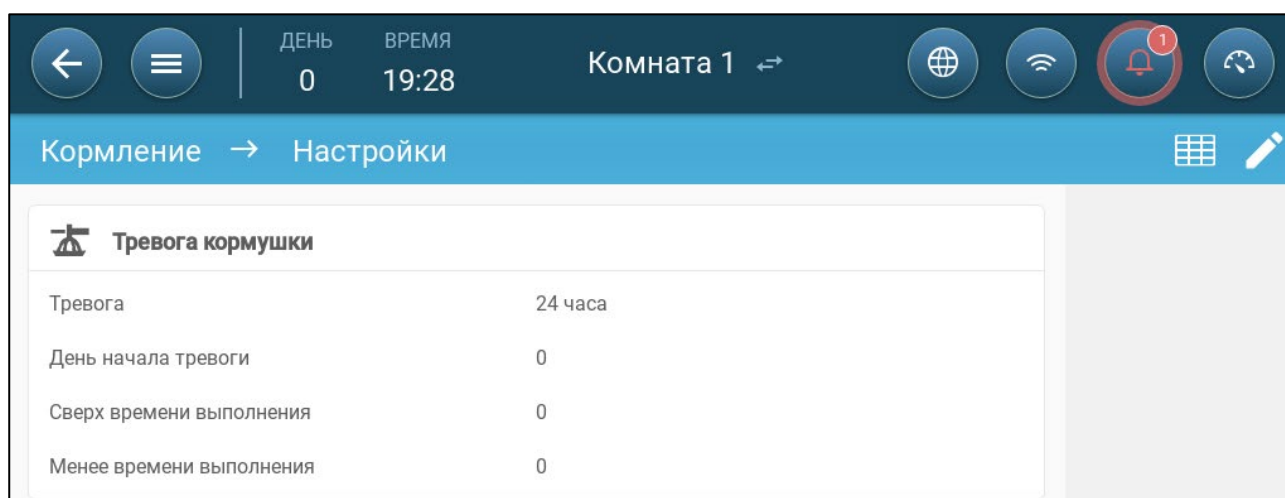 ДЕНЬ ВРЕМЯ
0 19:28 Комната 1 1
Кормление → Настройки
Тревога кормушки
Тревога 24 часа
День начала тревоги 0
Сверх времени выполнения 0
Менее времени выполнения 0